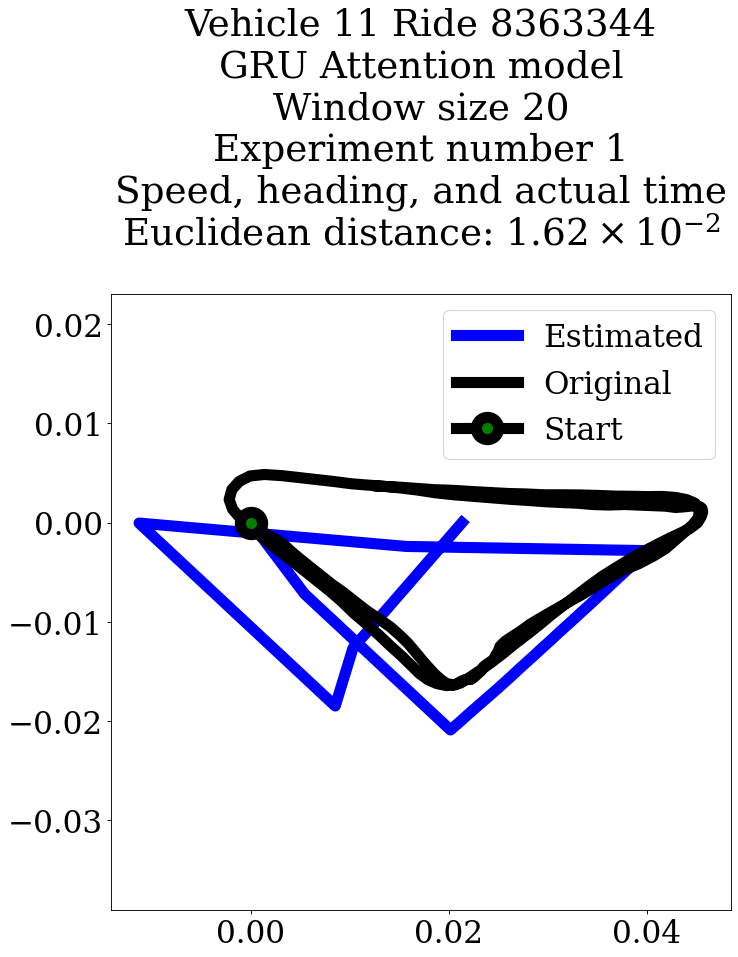 Vehicle 11 Ride 8363344
GRU Attention model
Window size 20
Experiment number 1
Speed, heading, and actual time
Euclidean distance: 1.62 × 10⁻²
Estimated
Original
Start
0.02
0.01
0.00
−0.01
−0.02
−0.03
0.00 0.02 0.04